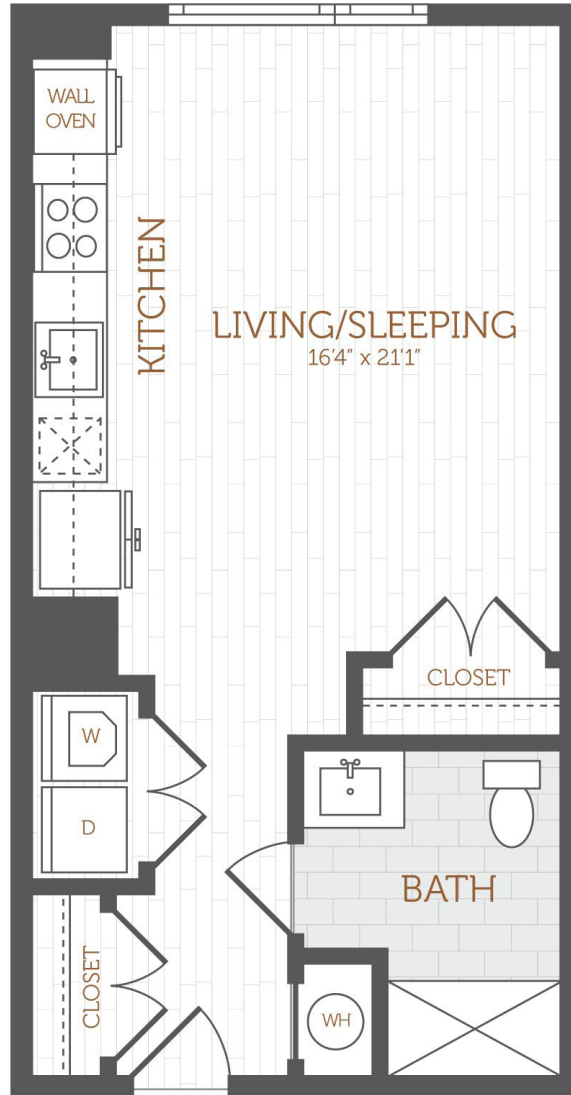 WALL
OVEN
KITCHEN
LIVING/SLEEPING
16'4" x 21'1"
CLOSET
W
D
BATH
CLOSET
WH